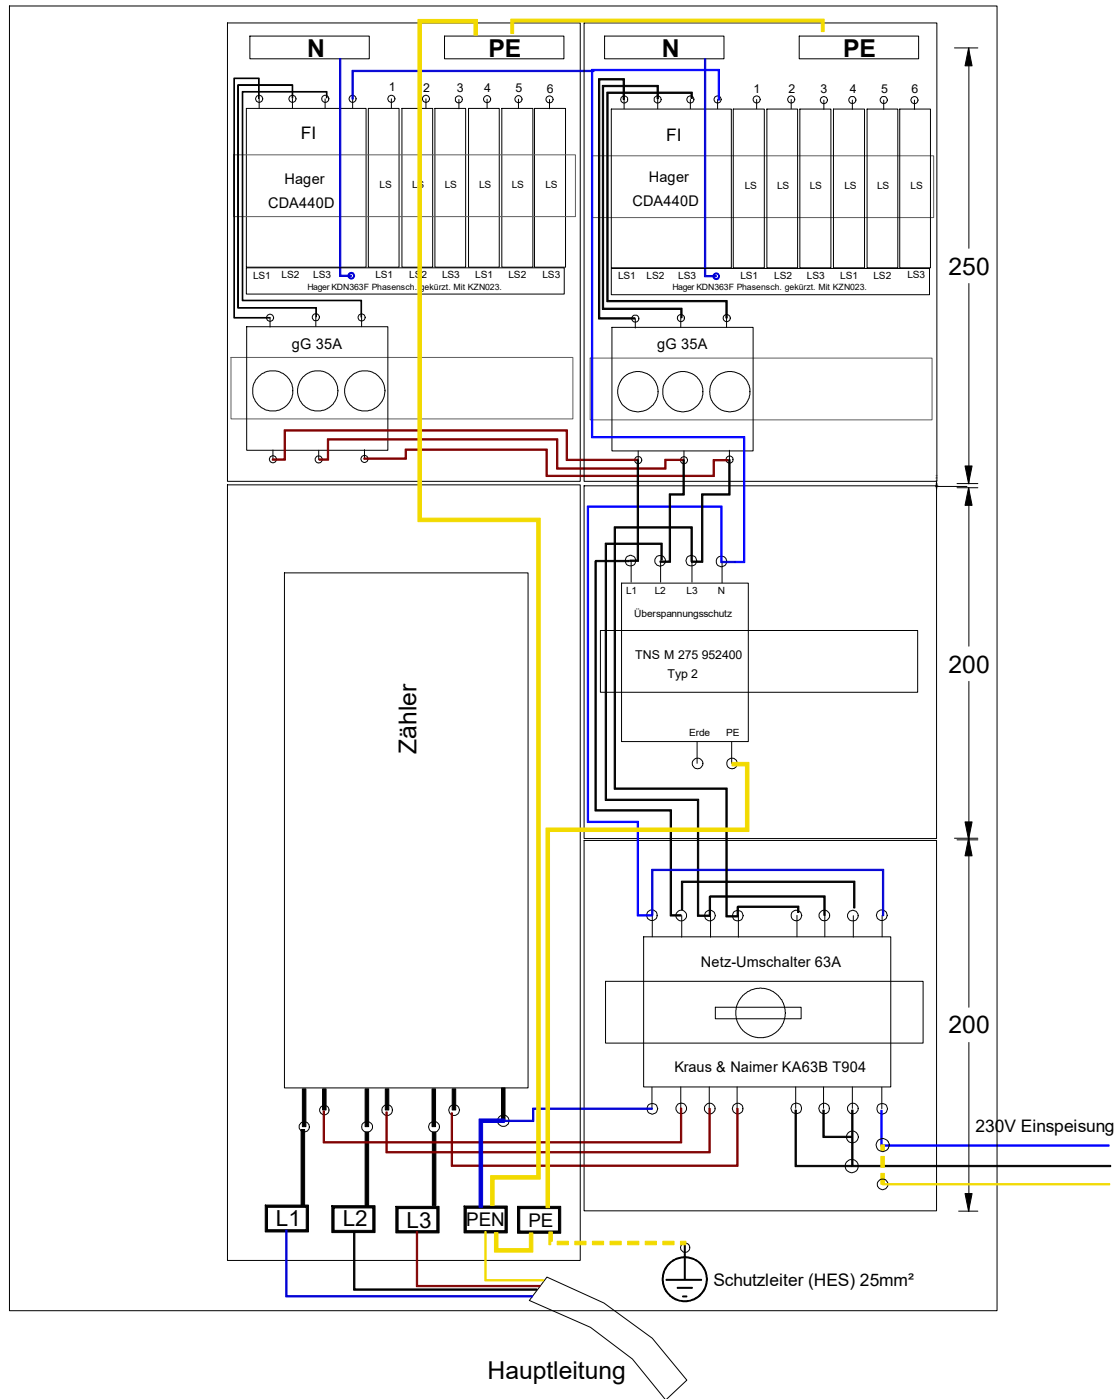 N
PE
N
PE
1 2 3 4 5 6
1 2 3 4 5 6
FI
Hager
CDA440D
LS LS LS LS LS LS
FI
Hager
CDA440D
LS LS LS LS LS LS
LS1 LS2 LS3 LS1 LS2 LS3 LS1 LS2 LS3
Hager KDN363F Phasensch. gekürzt. Mit KZN023.
LS1 LS2 LS3 LS1 LS2 LS3 LS1 LS2 LS3
Hager KDN363F Phasensch. gekürzt. Mit KZN023.
250
gG 35A
gG 35A
L1 L2 L3 N
Überspannungsschutz
TNS M 275 952400
Typ 2
Erde PE
200
Zähler
Netz-Umschalter 63A
Kraus & Naimer KA63B T904
200
230V Einspeisung
L1
L2
L3
PEN
PE
Schutzleiter (HES) 25mm²
Hauptleitung